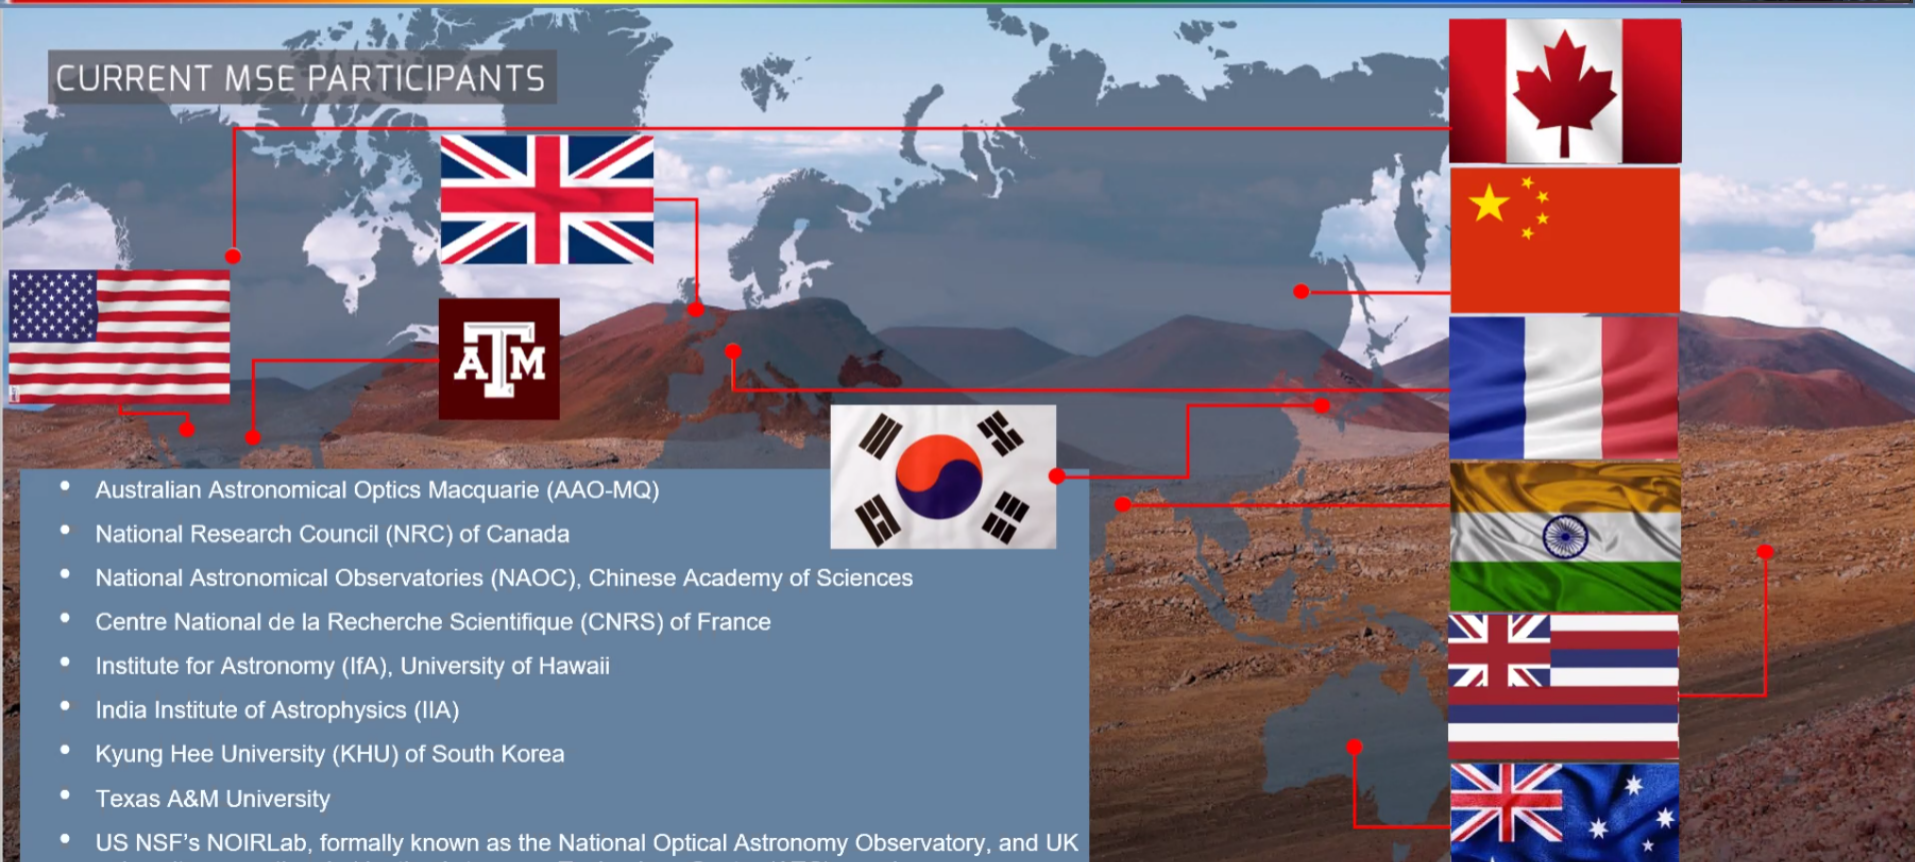 CURRENT MSE PARTICIPANTS
ATM
• Australian Astronomical Optics Macquarie (AAO-MQ)
• National Research Council (NRC) of Canada
• National Astronomical Observatories (NAOC), Chinese Academy of Sciences
• Centre National de la Recherche Scientifique (CNRS) of France
• Institute for Astronomy (IfA), University of Hawaii
• India Institute of Astrophysics (IIA)
• Kyung Hee University (KHU) of South Korea
• Texas A&M University
• US NSF’s NOIRLab, formally known as the National Optical Astronomy Observatory, and UK